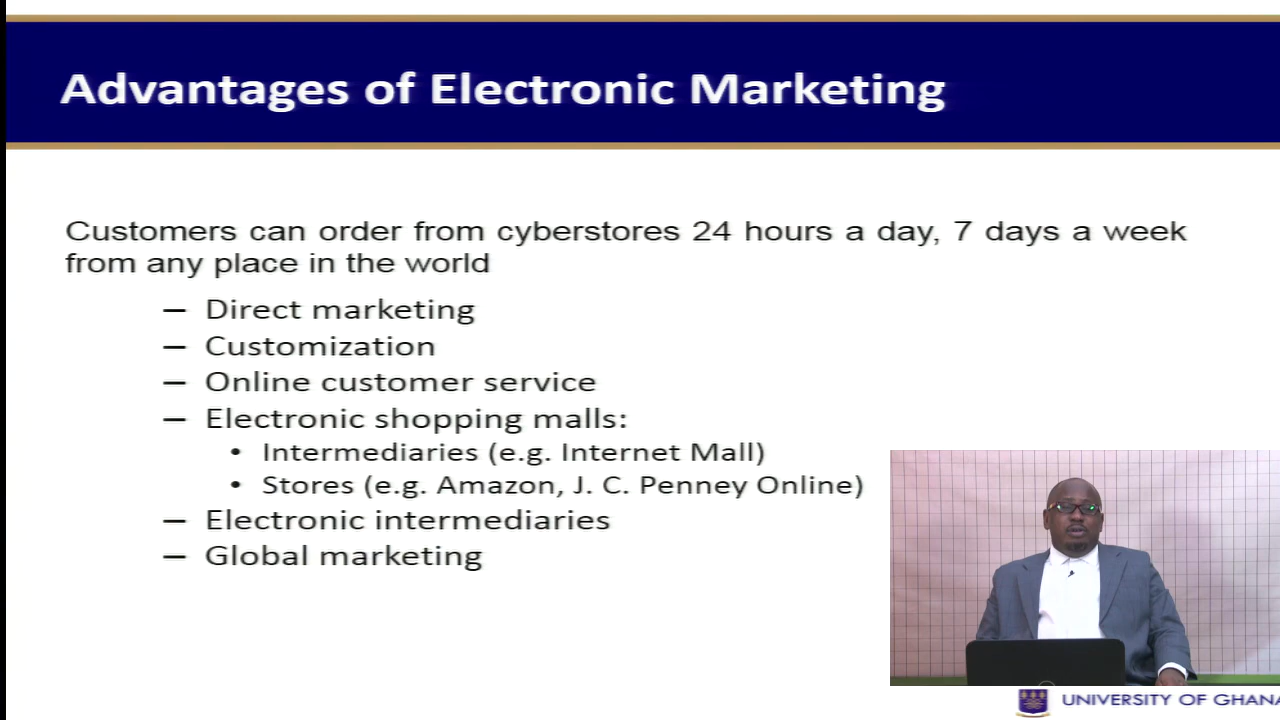 Advantages of Electronic Marketing
Customers can order from cyberstores 24 hours a day, 7 days a week
from any place in the world
– Direct marketing
– Customization
– Online customer service
– Electronic shopping malls:
• Intermediaries (e.g. Internet Mall)
• Stores (e.g. Amazon, J. C. Penney Online)
– Electronic intermediaries
– Global marketing
UNIVERSITY OF GHANA